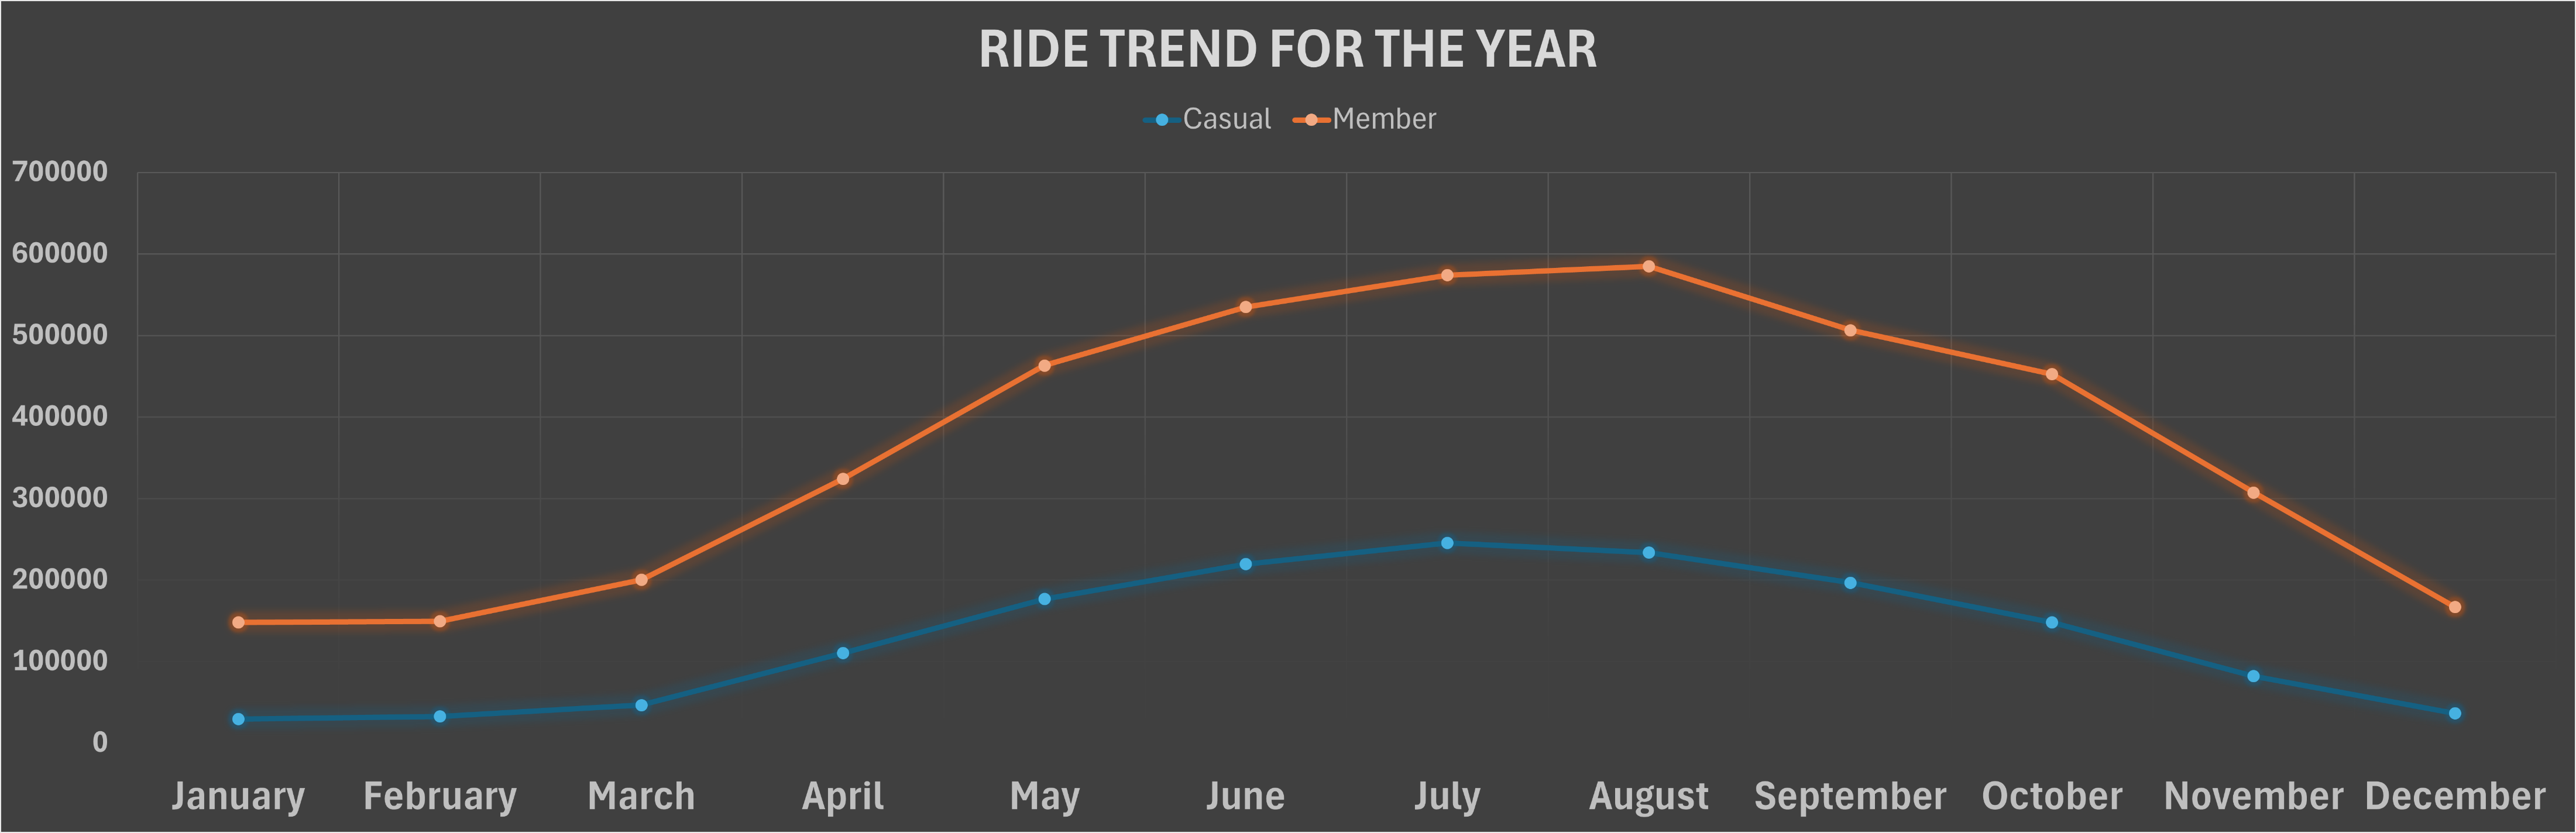 RIDE TREND FOR THE YEAR
Casual Member
700000
600000
500000
400000
300000
200000
100000
0
January February March April May June July August September October November December